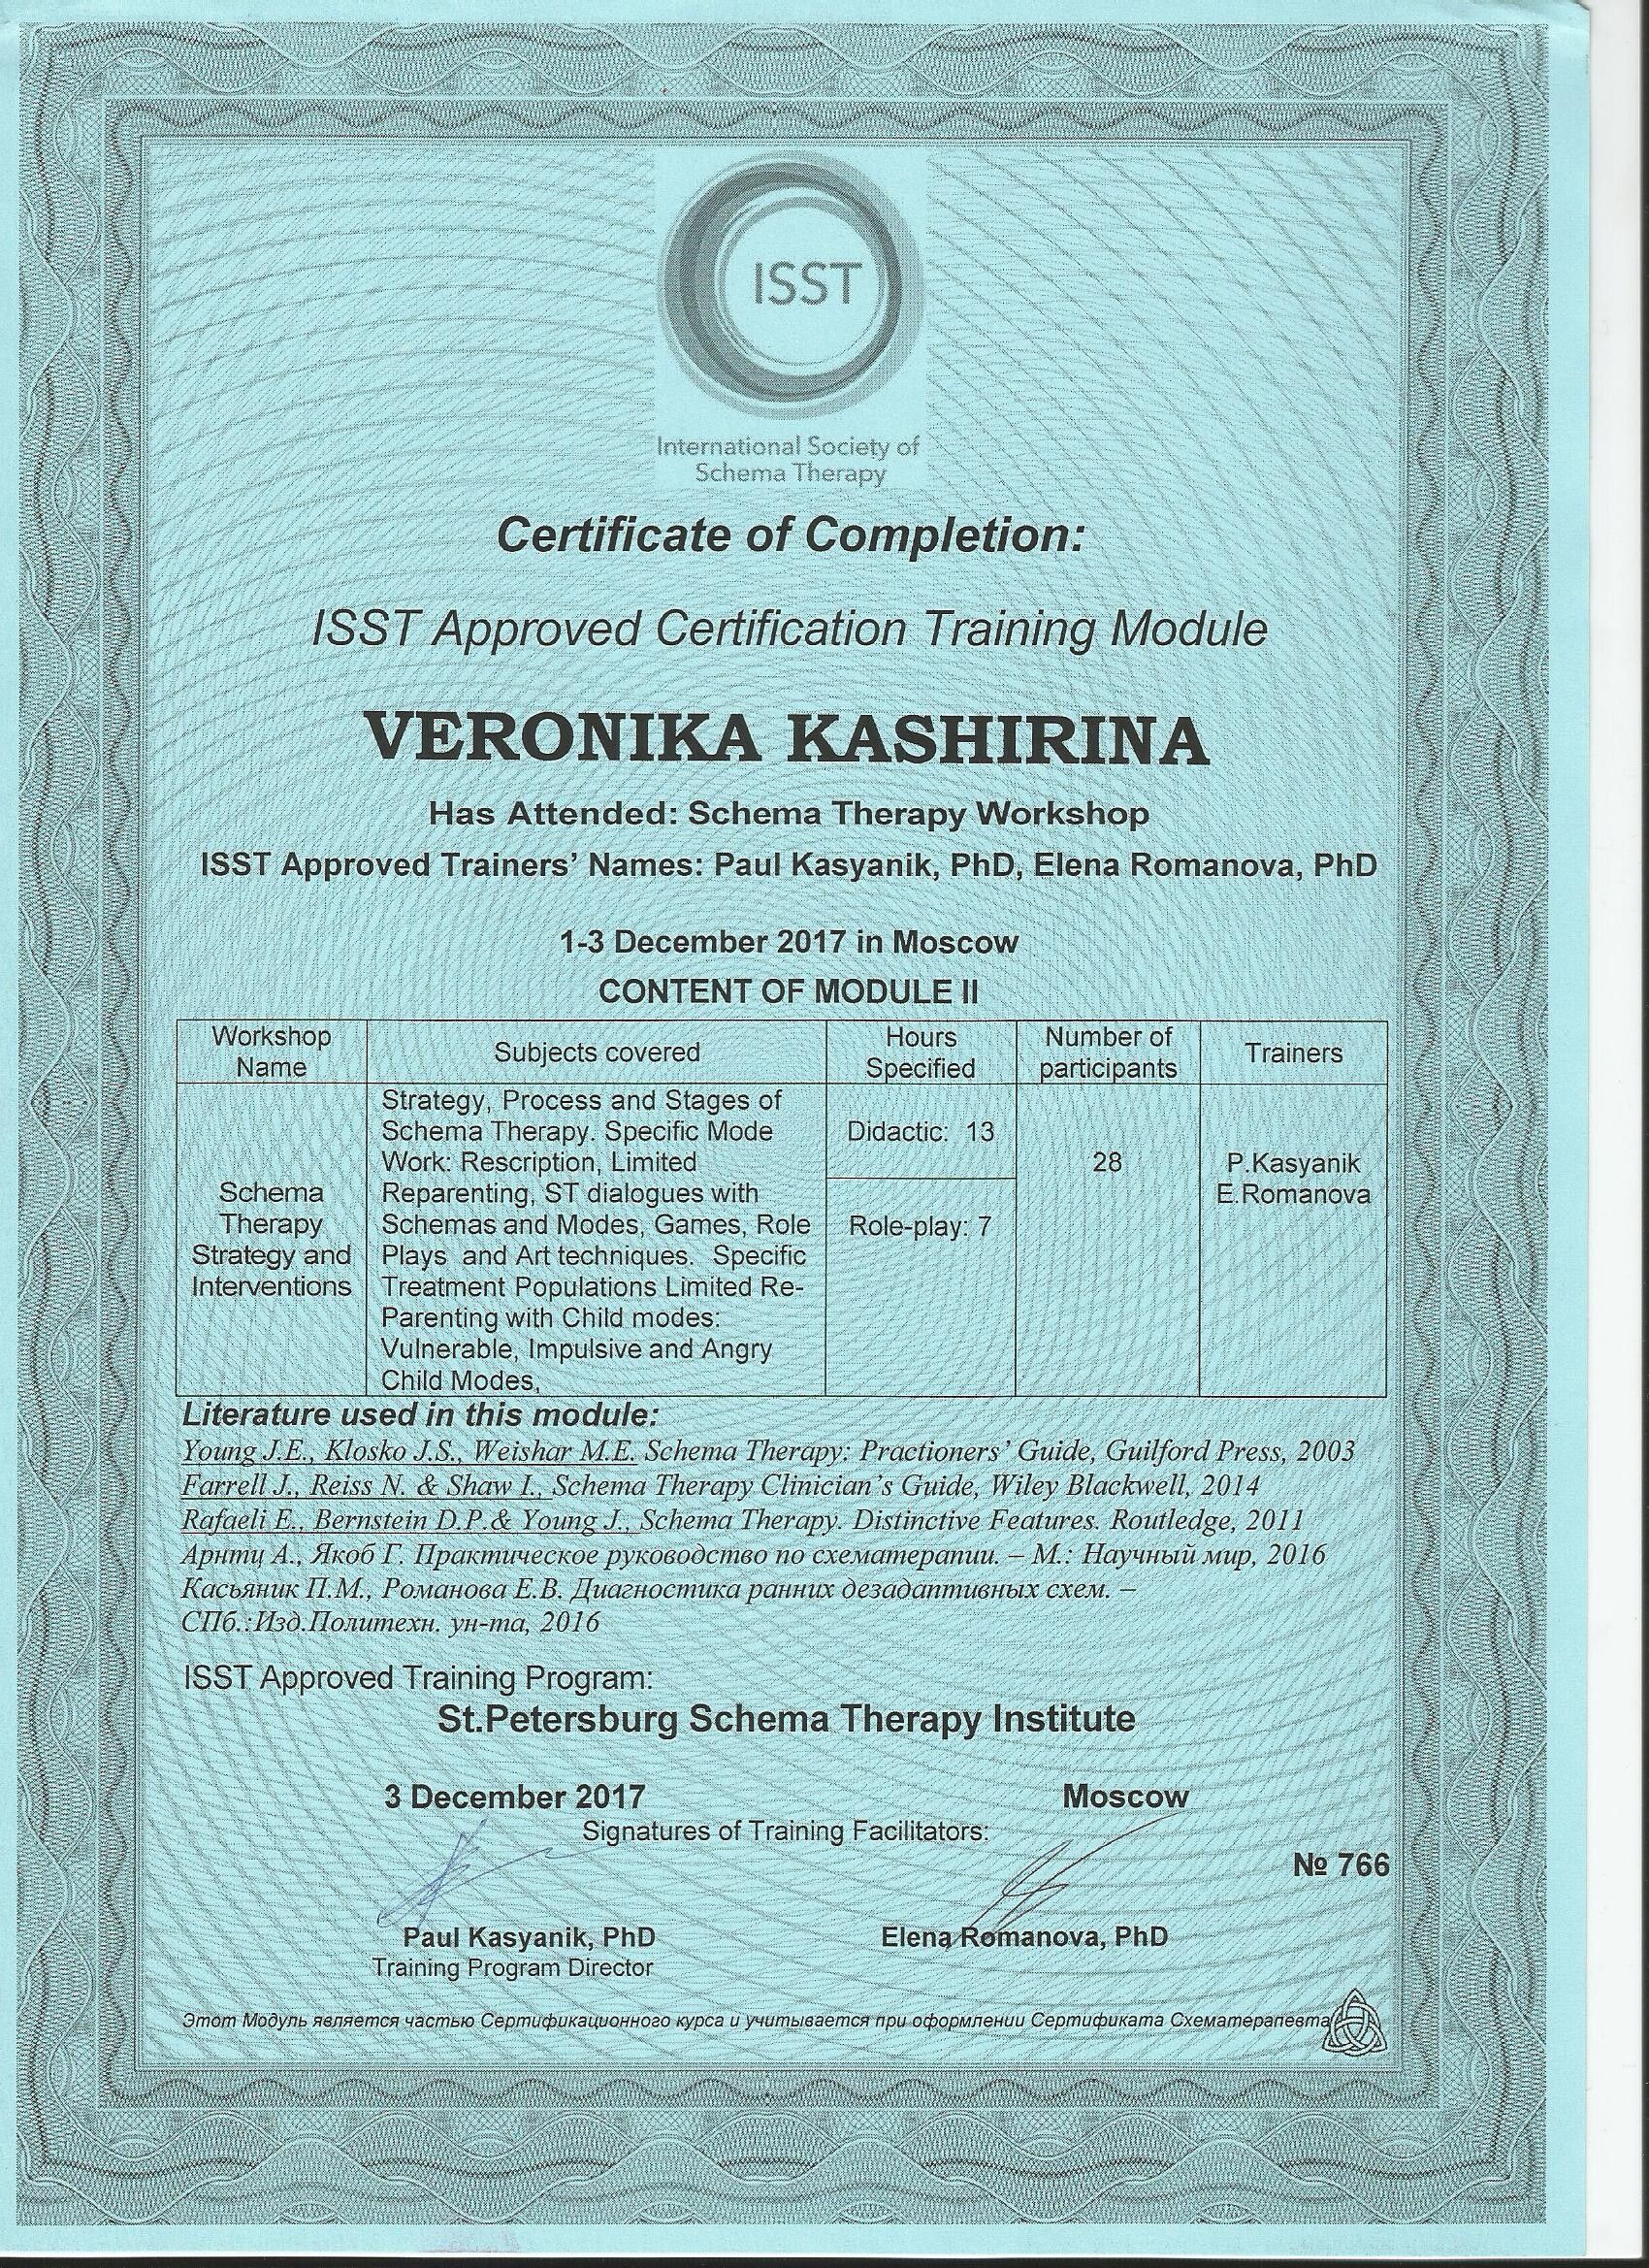 ISST
International Society of
Schema Therapy
Certificate of Completion:
ISST Approved Certification Training Module
VERONIKA KASHIRINA
Has Attended: Schema Therapy Workshop
ISST Approved Trainers' Names: Paul Kasyanik, PhD, Elena Romanova, PhD
1-3 December 2017 in Moscow
CONTENT OF MODULE II
Workshop
Name
Subjects covered
Hours
Specified
Number of
participants
Trainers
Schema
Therapy
Strategy and
Interventions
Strategy, Process and Stages of
Schema Therapy. Specific Mode
Work: Rescription, Limited
Reparenting, ST dialogues with
Schemas and Modes, Games, Role
Plays and Art techniques. Specific
Treatment Populations Limited Re-
Parenting with Child modes:
Vulnerable, Impulsive and Angry
Child Modes,
Didactic: 13
Role-play: 7
28
P.Kasyanik
E.Romanova
Literature used in this module:
Young J.E., Klosko J.S., Weishar M.E. Schema Therapy: Practioners' Guide, Guilford Press, 2003
Farrell J., Reiss N. & Shaw I., Schema Therapy Clinician's Guide, Wiley Blackwell, 2014
Rafaeli E., Bernstein D.P.& Young J., Schema Therapy. Distinctive Features. Routledge, 2011
Арнтц А., Якоб Г. Практическое руководство по схематерапии. – М.: Научный мир, 2016
Касьяник П.М., Романова Е.В. Диагностика ранних дезадаптивных схем. –
СПб.:Изд.Политехн. ун-та, 2016
ISST Approved Training Program:
St.Petersburg Schema Therapy Institute
3 December 2017
Moscow
Signatures of Training Facilitators:
№ 766
Paul Kasyanik, PhD
Training Program Director
Elena Romanova, PhD
Этот Модуль является частью Сертификационного курса и учитывается при оформлении Сертификата Схематерапевта